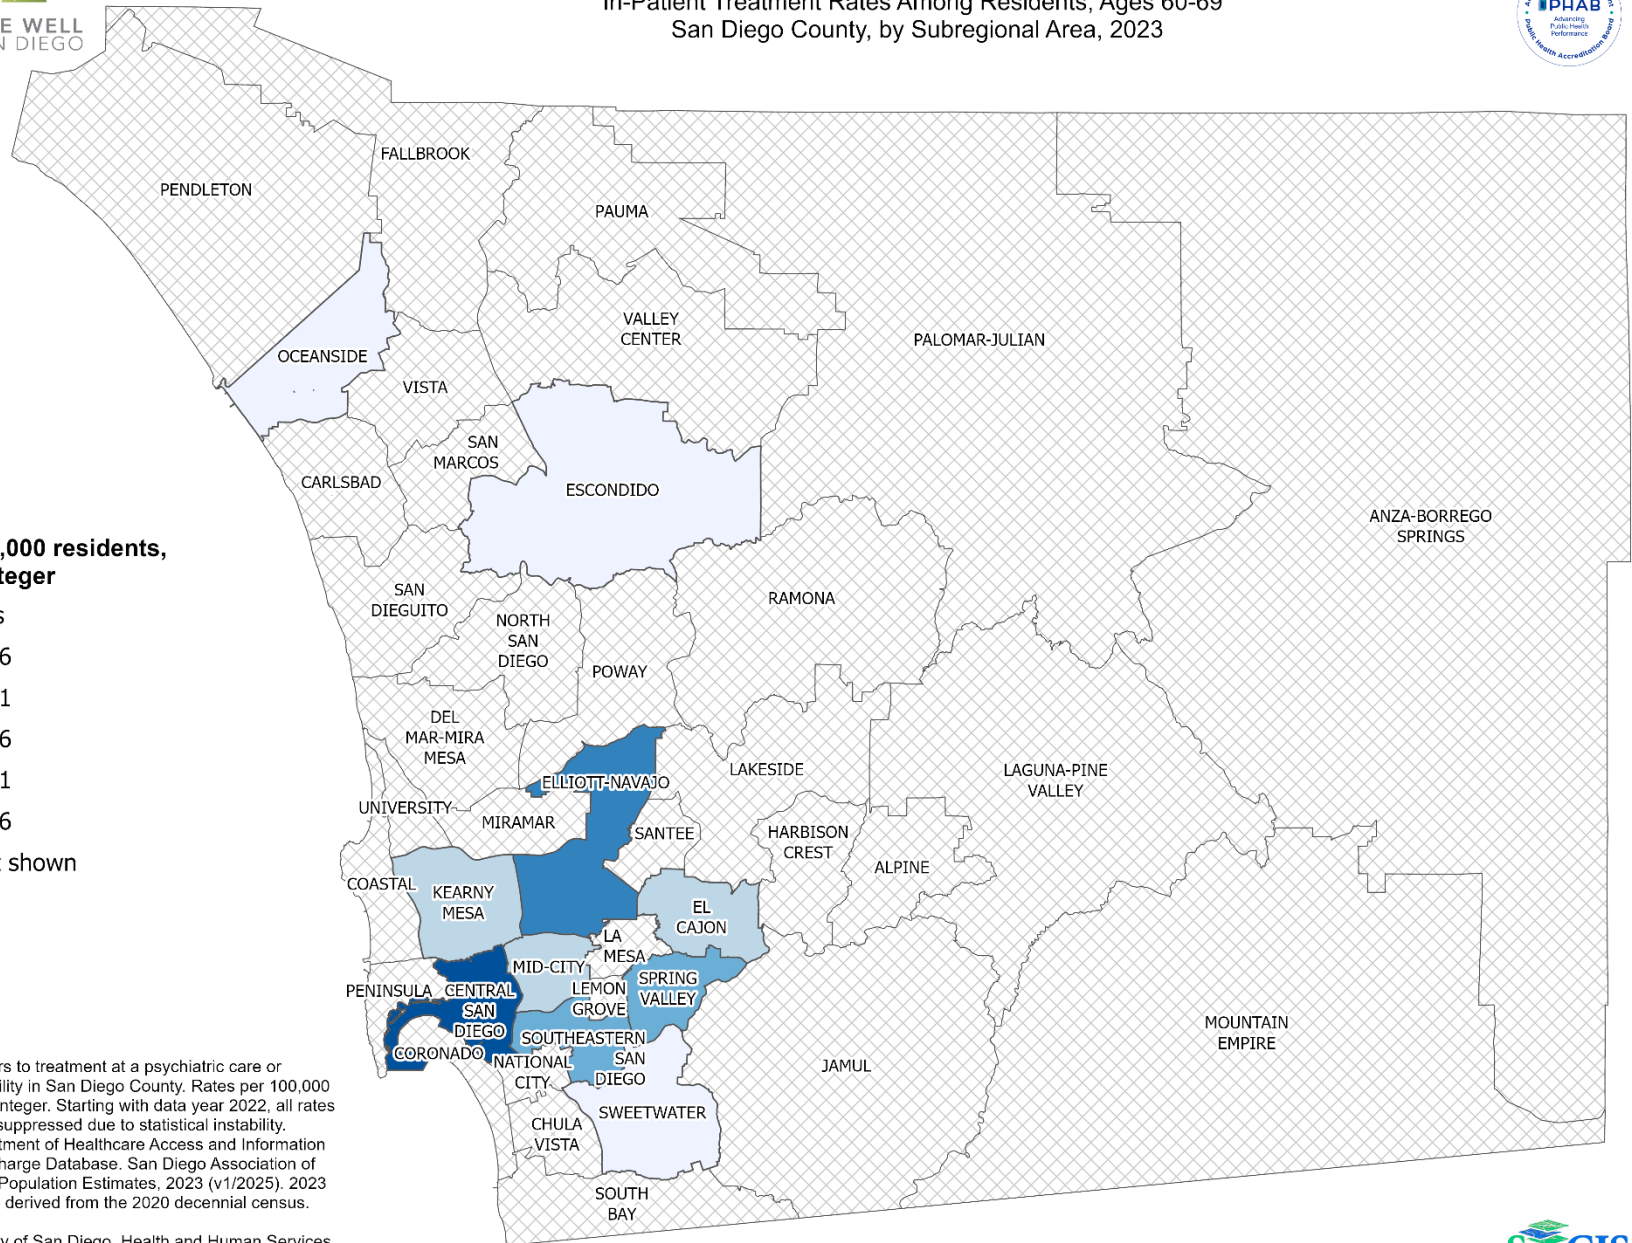 E WELL
N DIEGO
In-Patient Treatment Rates Among Residents, Ages 60-69
San Diego County, by Subregional Area, 2023
PHAB
Advancing
Public Health
Performance
Public Health Accreditation Board
FALLBROOK
PENDLETON
PAUMA
VALLEY
CENTER
PALOMAR-JULIAN
OCEANSIDE
VISTA
SAN
MARCOS
CARLSBAD
ESCONDIDO
ANZA-BORREGO
SPRINGS
,000 residents,
teger
s
6
1
6
1
6
shown
SAN
DIEGUITO
NORTH
SAN
DIEGO
RAMONA
POWAY
DEL
MAR-MIRA
MESA
ELLIOTT-NAVAJO
LAKESIDE
LAGUNA-PINE
VALLEY
UNIVERSITY
MIRAMAR
SANTEE
HARBISON
CREST
ALPINE
COASTAL
KEARNY
MESA
EL
CAJON
LA
MESA
MID-CITY
SPRING
VALLEY
PENINSULA
CENTRAL
SAN
DIEGO
LEMON
GROVE
SOUTHEASTERN
SAN
DIEGO
CORONADO
NATIONAL
CITY
MOUNTAIN
EMPIRE
JAMUL
SWEETWATER
CHULA
VISTA
SOUTH
BAY
rs to treatment at a psychiatric care or
ility in San Diego County. Rates per 100,000
nteger. Starting with data year 2022, all rates
suppressed due to statistical instability.
tment of Healthcare Access and Information
harge Database. San Diego Association of
Population Estimates, 2023 (v1/2025). 2023
derived from the 2020 decennial census.
y of San Diego, Health and Human Services